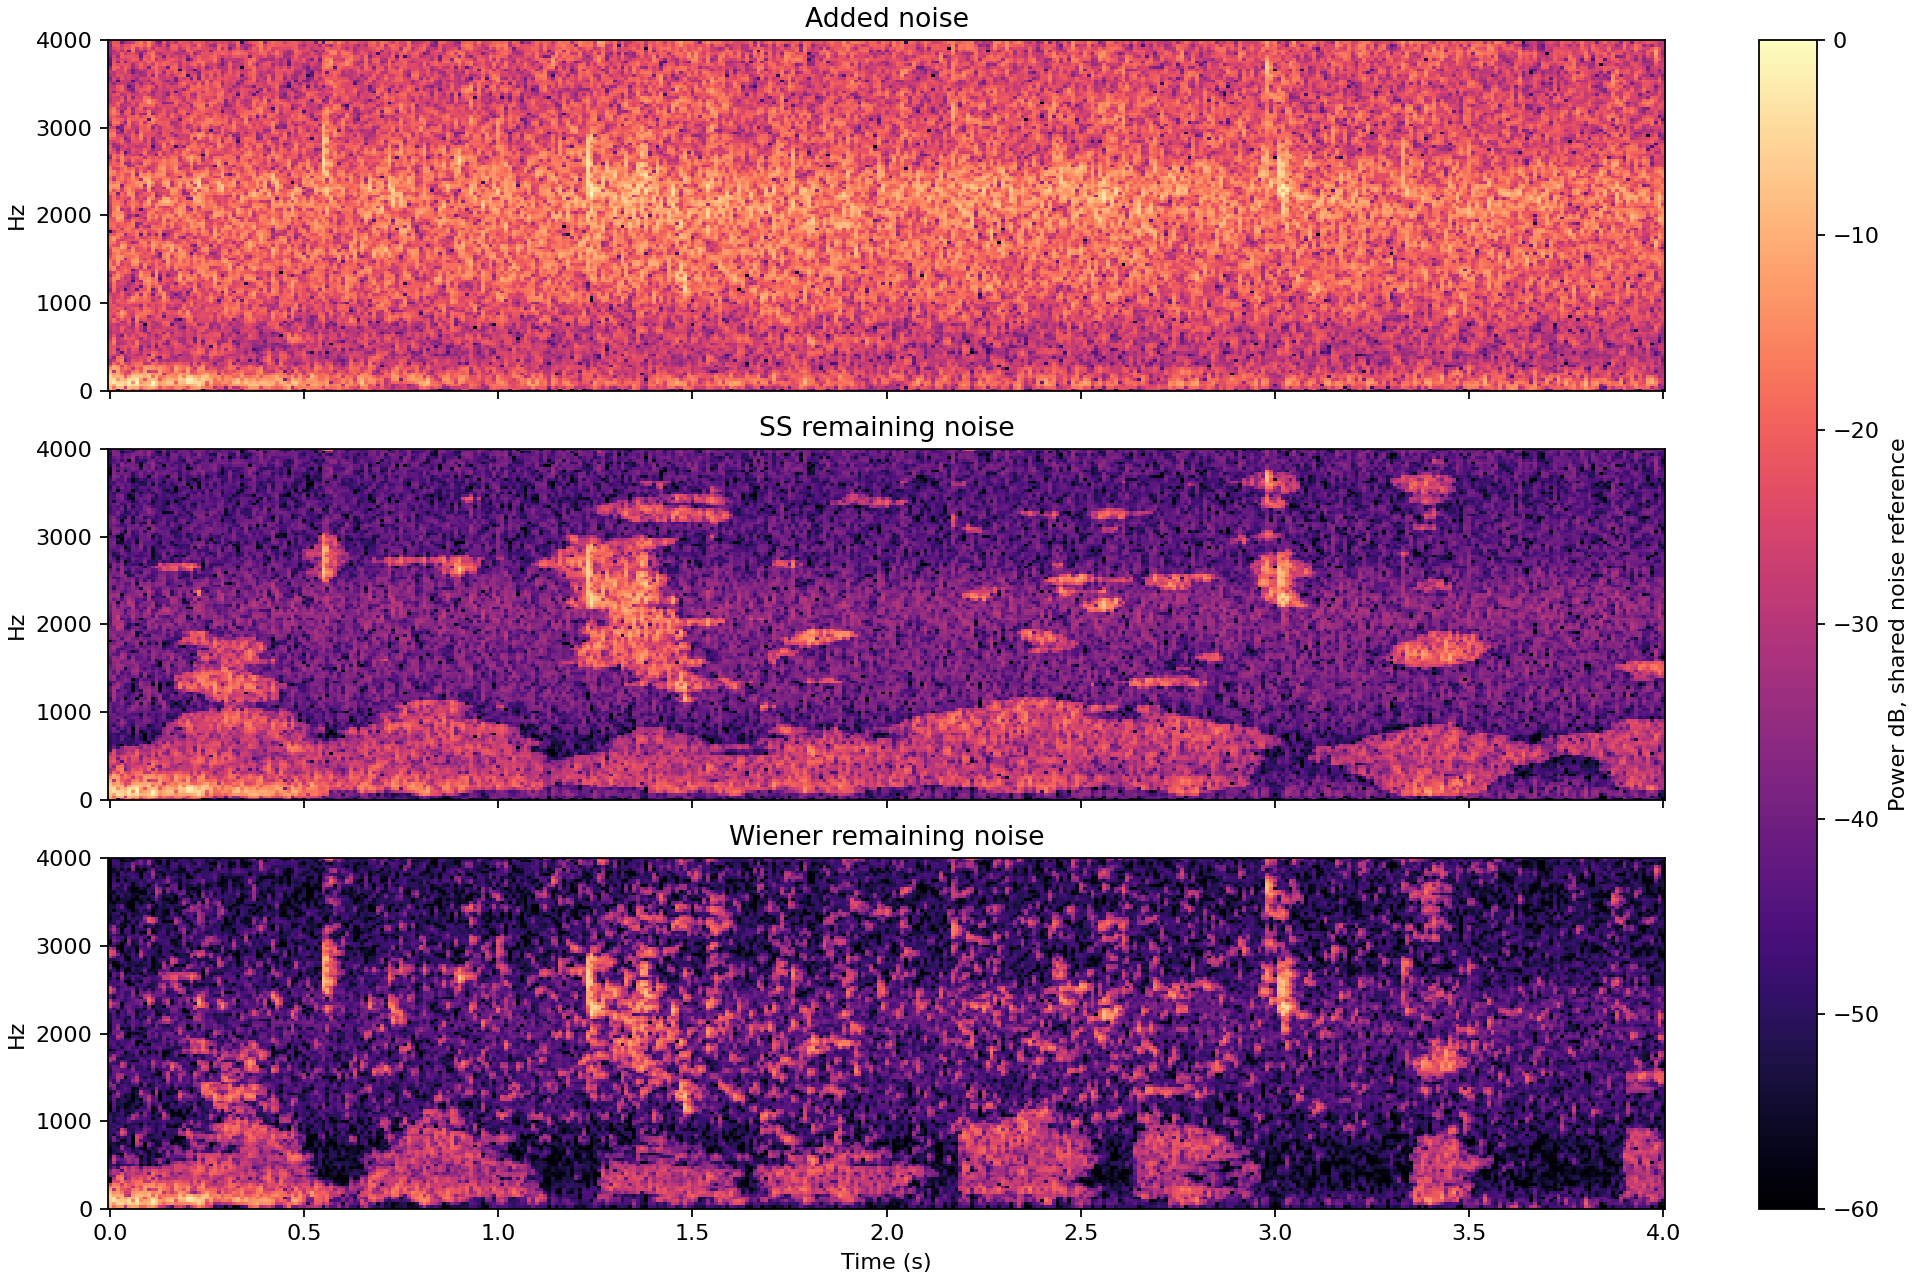 Added noise
4000
3000
2000
1000
0
Hz
SS remaining noise
4000
3000
2000
1000
0
Hz
Wiener remaining noise
4000
3000
2000
1000
0
Hz
0.0 0.5 1.0 1.5 2.0 2.5 3.0 3.5 4.0
Time (s)
0
−10
−20
−30
−40
−50
−60
Power dB, shared noise reference